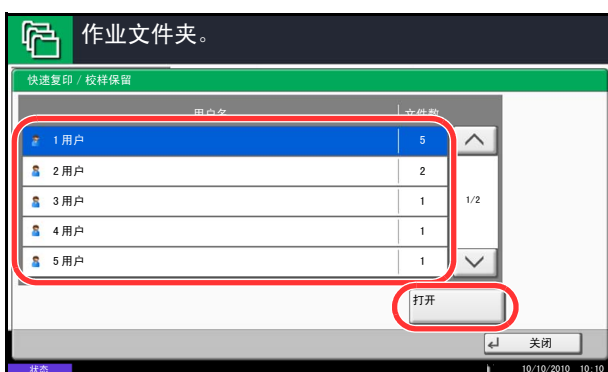 作业文件夹。
快速复印 / 校样保留
用户名 文件数
1 用户 5
2 用户 2
3 用户 1
1/2
4 用户 1
5 用户 1
打开
关闭
状态 10/10/2010 10:10